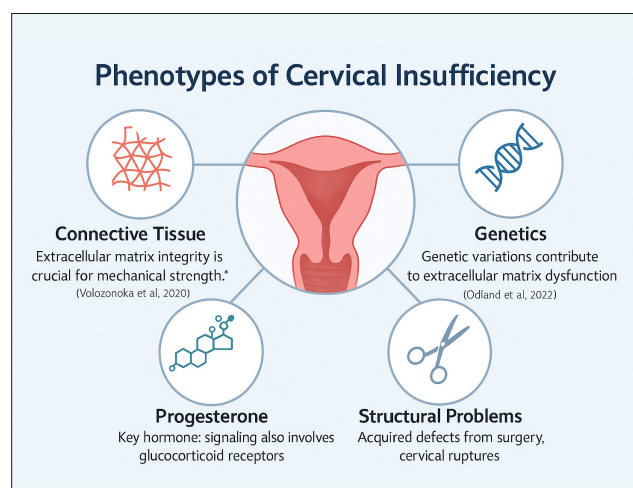 Phenotypes of Cervical Insufficiency
Connective Tissue
Extracellular matrix integrity is
crucial for mechanical strength.*
(Volozonoka et al, 2020)
Genetics
Genetic variations contribute
to extracellular matrix dysfunction
(Odland et al, 2022)
Progesterone
Key hormone: signaling also involves
glucocorticoid receptors
Structural Problems
Acquired defects from surgery,
cervical ruptures